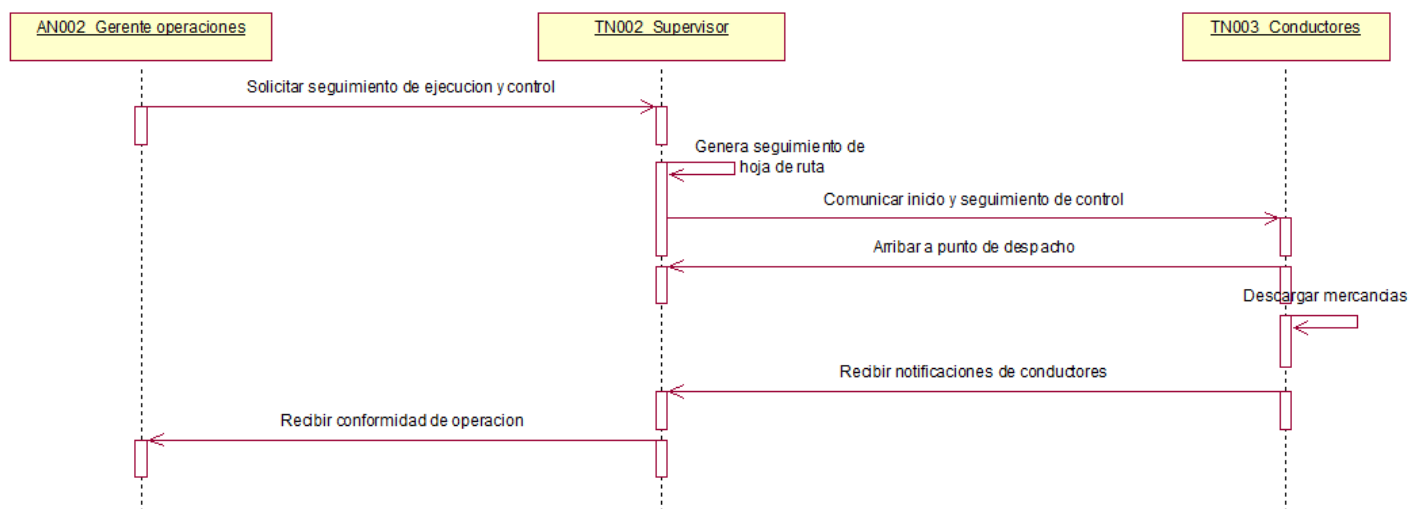 AN002_Gerente operaciones
TN002_Supervisor
TN003_Conductores
Solicitar seguimiento de ejecucion y control
Genera seguimiento de
hoja de ruta
Comunicar inicio y seguimiento de control
Arribar a punto de despacho
Descargar mercancias
Recibir notificaciones de conductores
Recibir conformidad de operacion